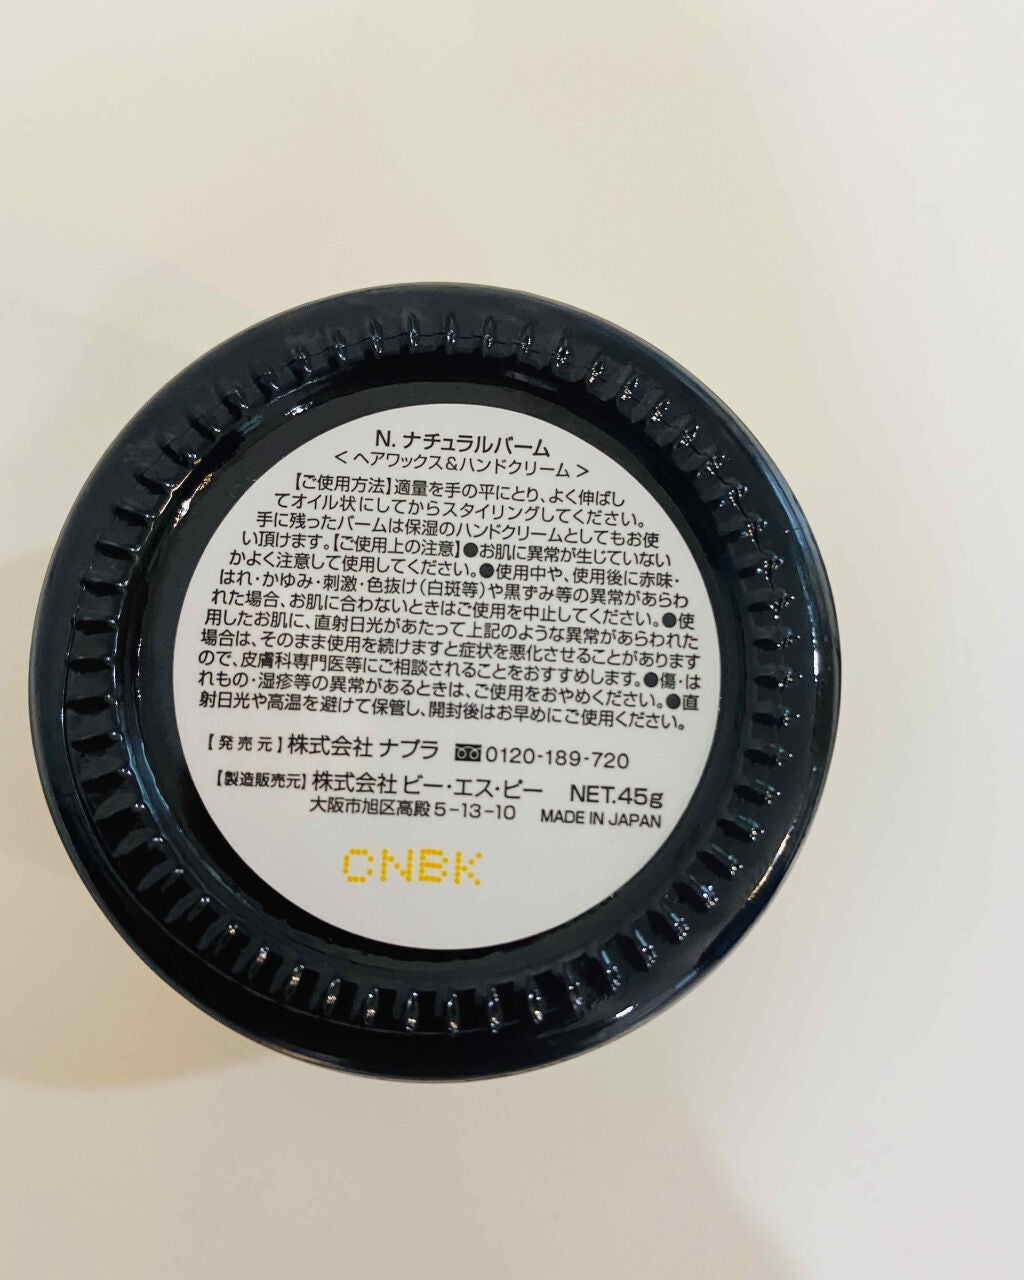 N. ナチュラルバーム
< ヘアワックス&ハンドクリーム >
【ご使用方法】適量を手の平にとり、よく伸ばし
てオイル状にしてからスタイリングしてください。
手に残ったバームは保湿のハンドクリームとしてもお使
い頂けます。【ご使用上の注意】●お肌に異常が生じていない
かよく注意して使用してください。●使用中や、使用後に赤味・
はれ・かゆみ・刺激・色抜け(白斑等)や黒ずみ等の異常があらわ
れた場合、お肌に合わないときはご使用を中止してください。●使
用したお肌に、直射日光があたって上記のような異常があらわれた
場合は、そのまま使用を続けますと症状を悪化させることがあります
ので、皮膚科専門医等にご相談されることをおすすめします。●傷・は
れもの・湿疹等の異常があるときは、ご使用をおやめください。●直
射日光や高温を避けて保管し、開封後はお早めにご使用ください。
【発売元】株式会社 ナプラ 0120-189-720
【製造販売元】株式会社 ビー・エス・ピー NET.45g
大阪市旭区高殿5-13-10 MADE IN JAPAN
CNBK